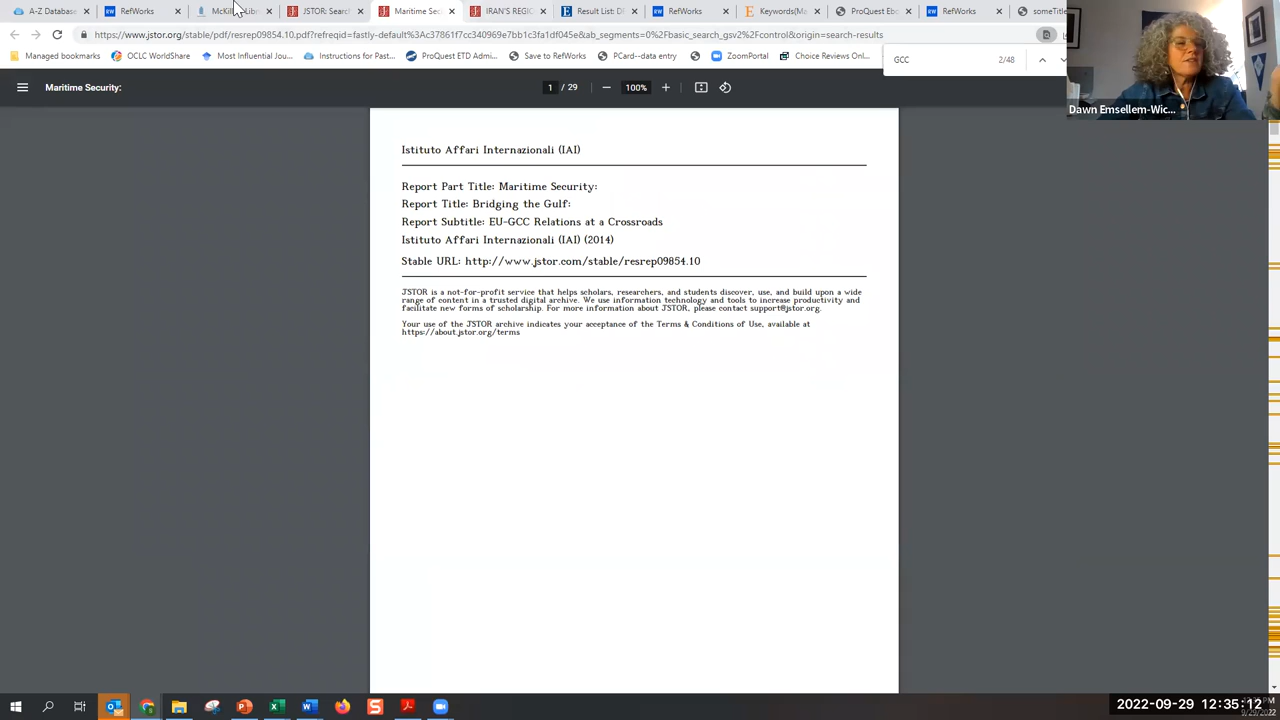 A-Z Database
RefWorks
JSTOR: Search
Maritime Sec
IRAN'S REGIO
Result List: D
RefWorks
Keywords(Ma
ProQuest Ebo
RefWorks
someTitl
https://www.jstor.org/stable/pdf/resrep09854.10.pdf?refreqid=fastly-default%3Ac37861f7cc340969e7bb1c3fa1df045e&ab_segments=0%2Fbasic_search_gsv2%2Fcontrol&origin=search-results
Managed bookmarks
OCLC WorldShare
Most Influential Jou...
Instructions for Past...
ProQuest ETD Admi...
Save to RefWorks
PCard--data entry
ZoomPortal
Choice Reviews Onl...
GCC
2/48
Maritime Security:
1 / 29
100%
Dawn Emsellem-Wic...
Istituto Affari Internazionali (IAI)
Report Part Title: Maritime Security:
Report Title: Bridging the Gulf:
Report Subtitle: EU-GCC Relations at a Crossroads
Istituto Affari Internazionali (IAI) (2014)
Stable URL: http://www.jstor.com/stable/resrep09854.10
JSTOR is a not-for-profit service that helps scholars, researchers, and students discover, use, and build upon a wide
range of content in a trusted digital archive. We use information technology and tools to increase productivity and
facilitate new forms of scholarship. For more information about JSTOR, please contact support@jstor.org.
Your use of the JSTOR archive indicates your acceptance of the Terms & Conditions of Use, available at
https://about.jstor.org/terms
2022-09-29 12:35:12